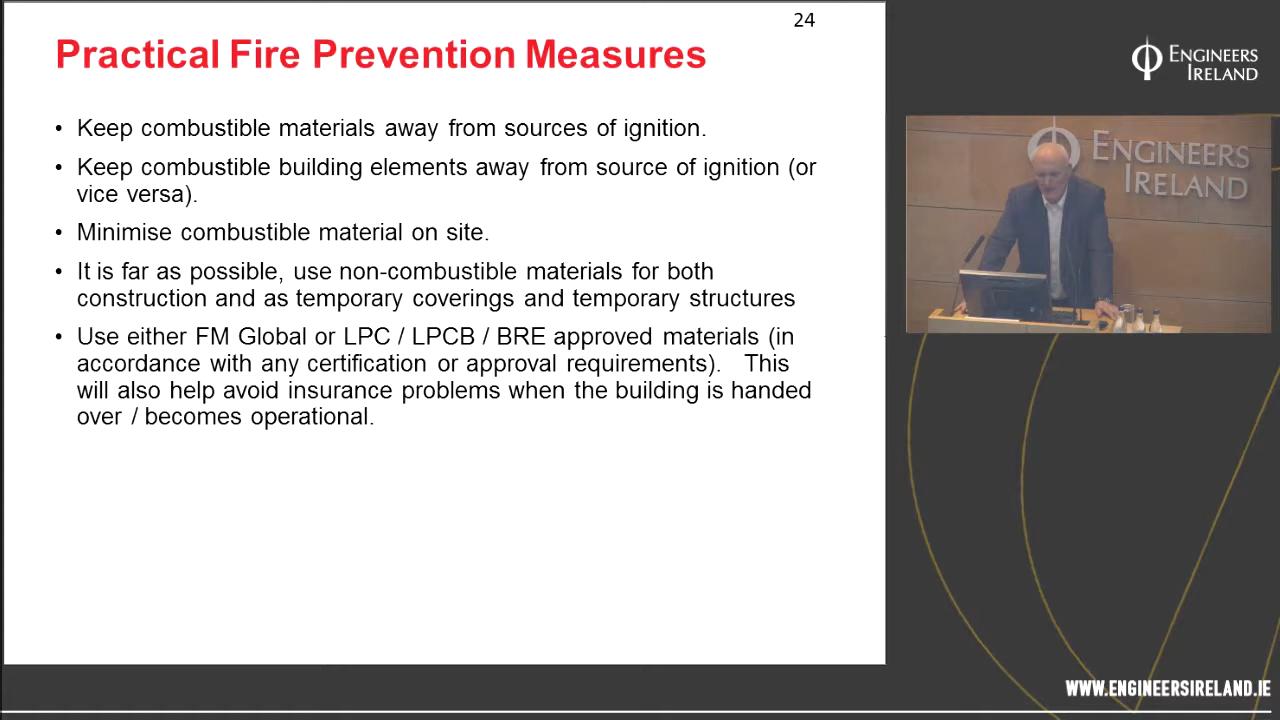 24
Practical Fire Prevention Measures
• Keep combustible materials away from sources of ignition.
• Keep combustible building elements away from source of ignition (or
vice versa).
• Minimise combustible material on site.
• It is far as possible, use non-combustible materials for both
construction and as temporary coverings and temporary structures
• Use either FM Global or LPC / LPCB / BRE approved materials (in
accordance with any certification or approval requirements). This
will also help avoid insurance problems when the building is handed
over / becomes operational.
ENGINEERS
IRELAND
ENGINEERS
IRELAND
WWW.ENGINEERSIRELAND.IE